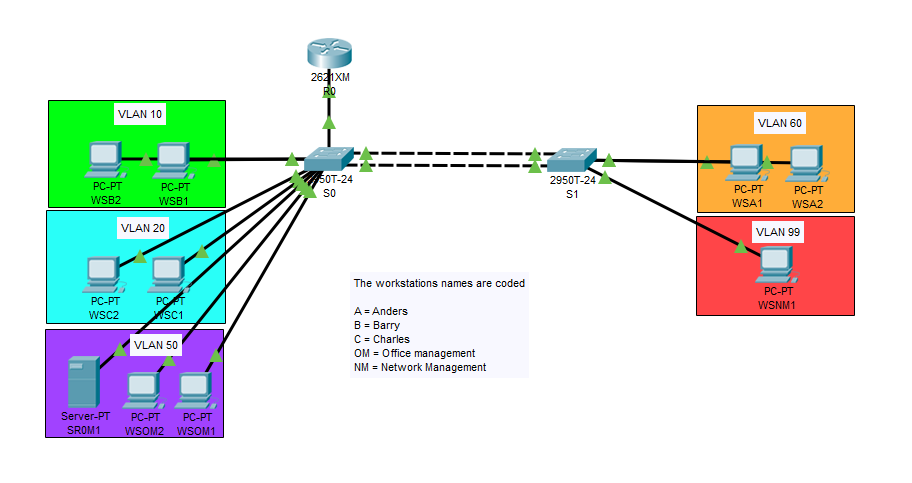 2621XM
R0
VLAN 10
PC-PT
WSB2
PC-PT
WSB1
VLAN 20
PC-PT
WSC2
PC-PT
WSC1
VLAN 50
Server-PT
SR0M1
PC-PT
WSOM2
PC-PT
WSOM1
950T-24
S0
2950T-24
S1
VLAN 60
PC-PT
WSA1
PC-PT
WSA2
VLAN 99
PC-PT
WSNM1
The workstations names are coded
A = Anders
B = Barry
C = Charles
OM = Office management
NM = Network Management